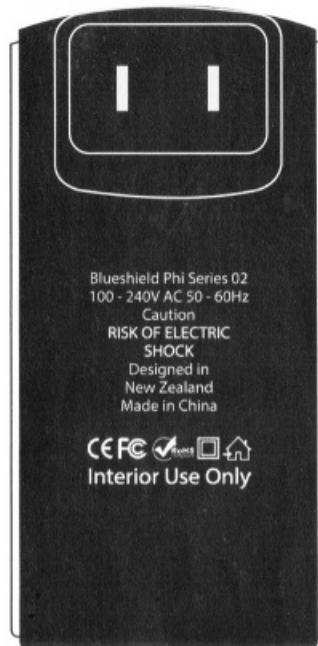 Blueshield Phi Series 02
100 - 240V AC 50 - 60Hz
Caution
RISK OF ELECTRIC
SHOCK
Designed in
New Zealand
Made in China
CE FC RoHS
Interior Use Only